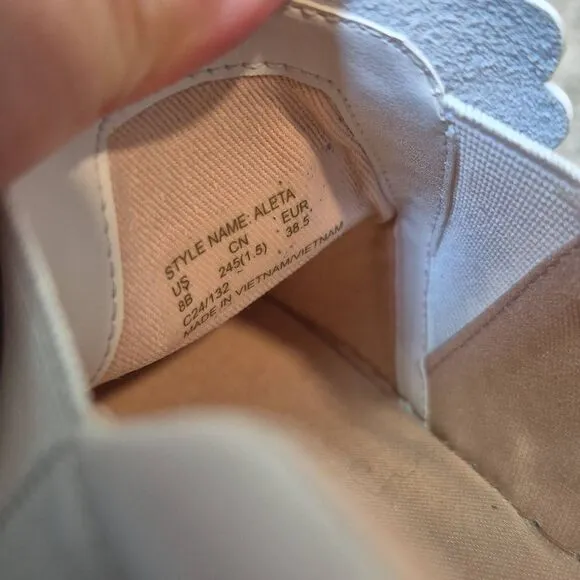 STYLE NAME: ALETA
US CN EUR
8B 245(1.5) 38.5
C24/132
MADE IN VIETNAM/VIETNAM